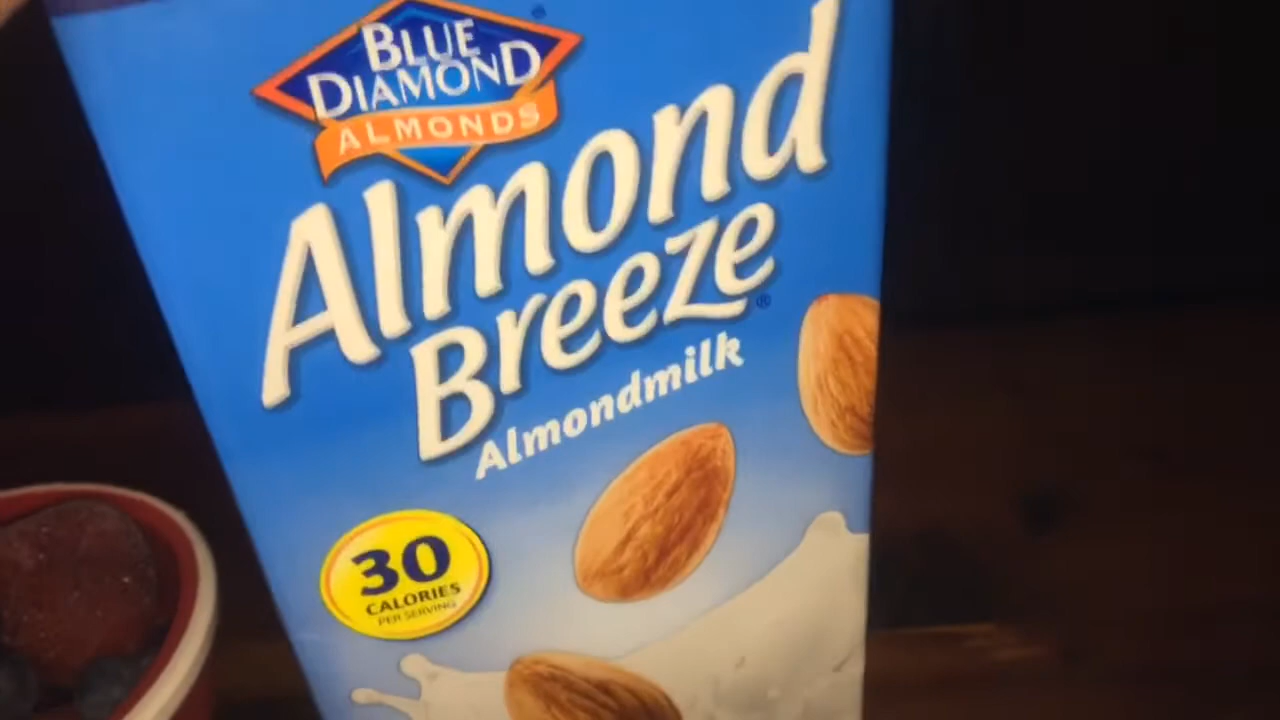 BLUE
DIAMOND
ALMONDS
Almond
Breeze®
Almondmilk
30
CALORIES
PER SERVING